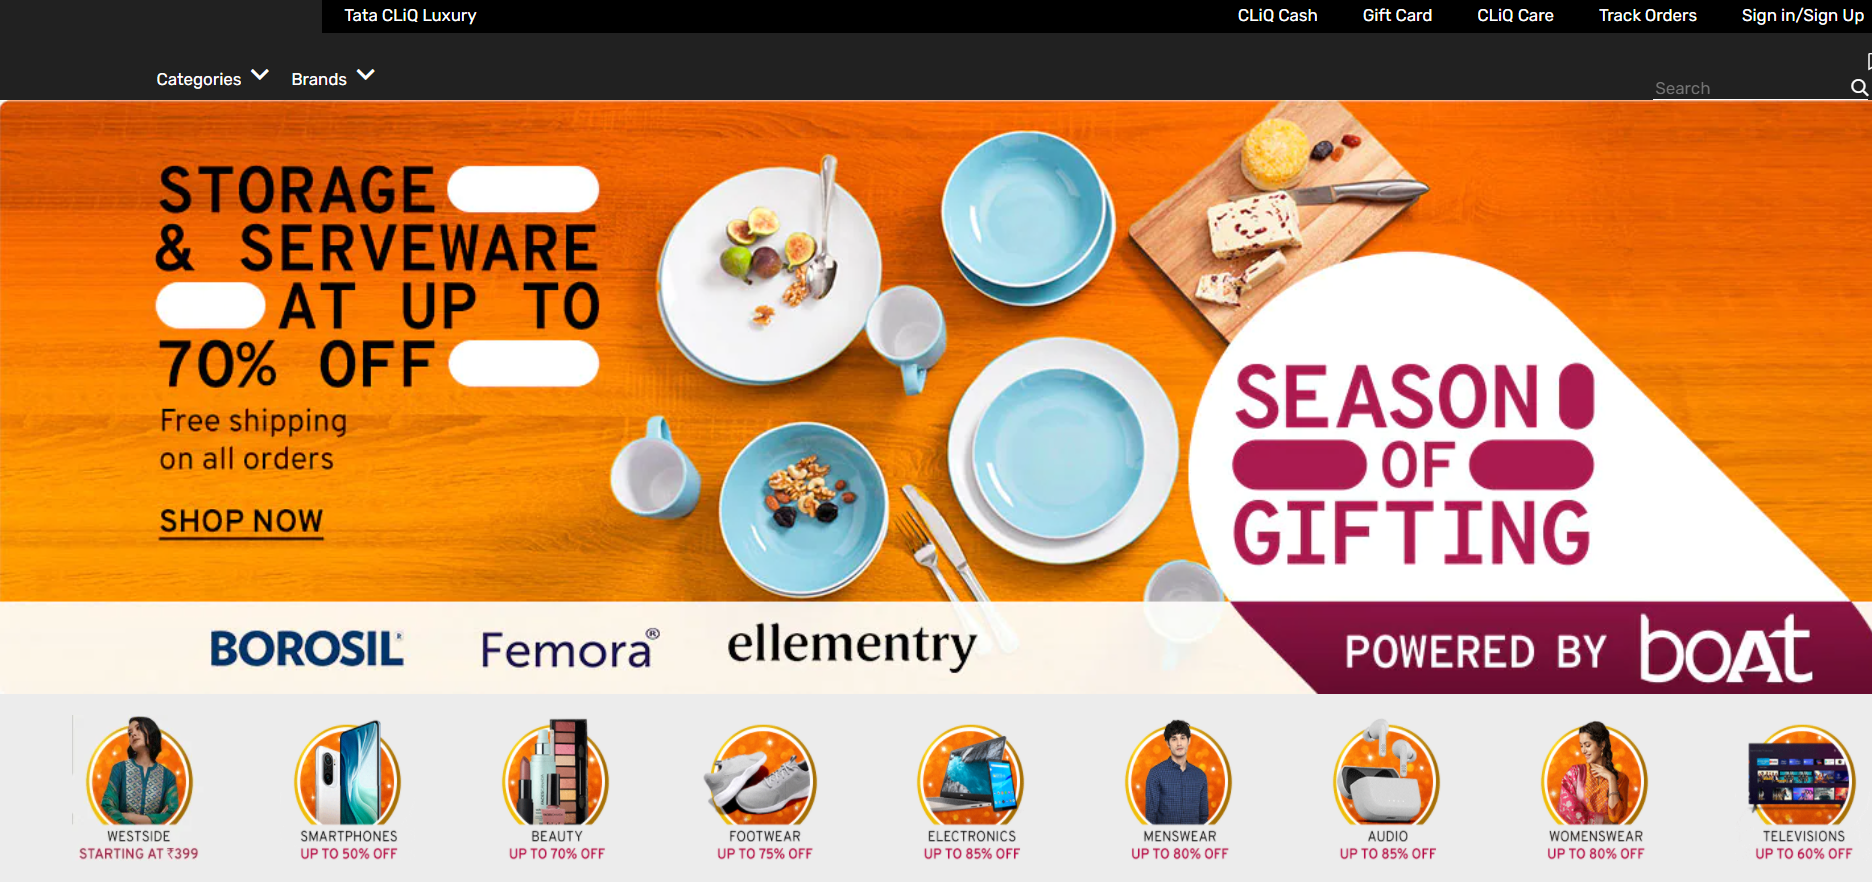 Tata CLiQ Luxury
CLiQ Cash
Gift Card
CLiQ Care
Track Orders
Sign in/Sign Up
Categories
Brands
Search
STORAGE
& SERVEWARE
AT UP TO
70% OFF
Free shipping
on all orders
SHOP NOW
SEASON
OF
GIFTING
BOROSIL®
Femora®
ellementry
POWERED BY boAt
WESTSIDE
STARTING AT ₹399
SMARTPHONES
UP TO 50% OFF
BEAUTY
UP TO 70% OFF
FOOTWEAR
UP TO 75% OFF
ELECTRONICS
UP TO 85% OFF
MENSWEAR
UP TO 80% OFF
AUDIO
UP TO 85% OFF
WOMENSWEAR
UP TO 80% OFF
TELEVISIONS
UP TO 60% OFF